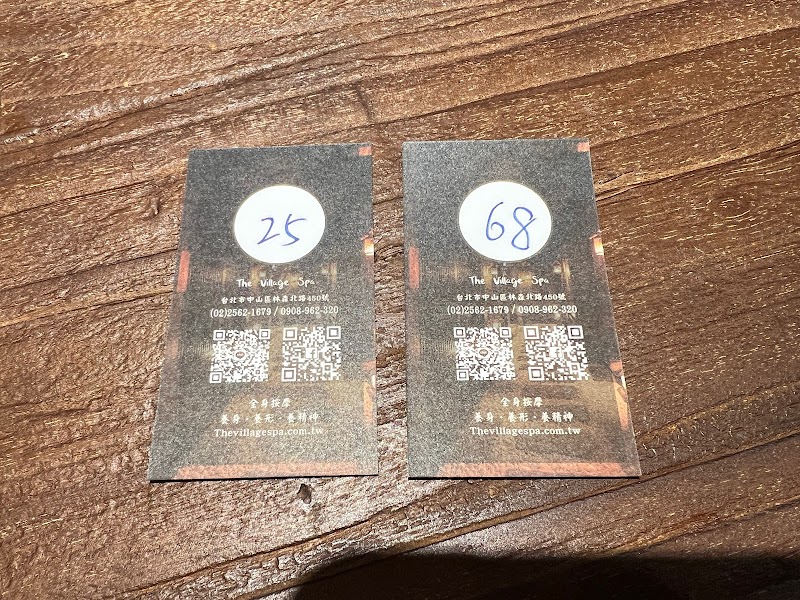 25
The Village Spa
台北市中山區林森北路450號
(02)2562-1679 / 0908-962-320
全身按摩
養身·養形·養精神
Thevillagespa.com.tw
68
The Village Spa
台北市中山區林森北路450號
(02)2562-1679 / 0908-962-320
全身按摩
養身·養形·養精神
Thevillagespa.com.tw